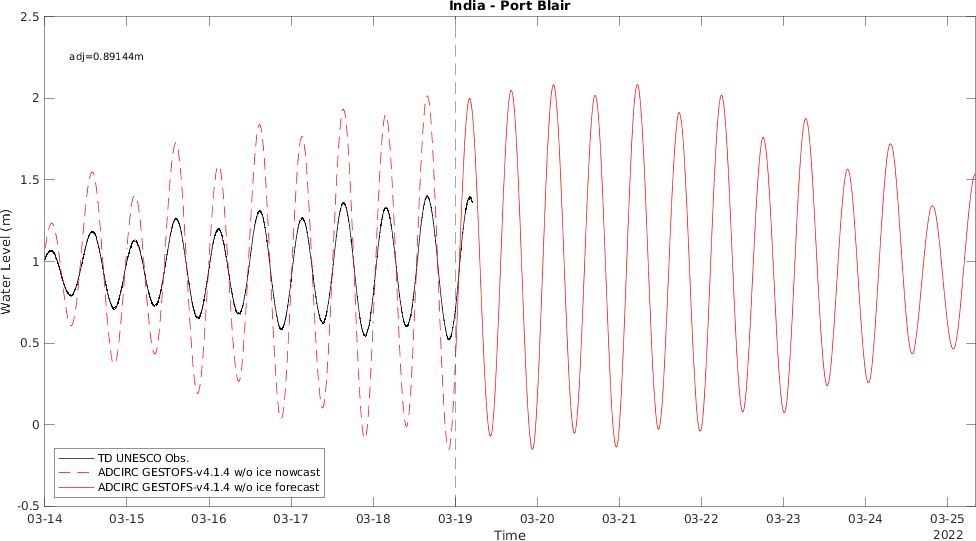 India - Port Blair
adj=0.89144m
2.5
2
1.5
1
0.5
0
-0.5
Water Level (m)
TD UNESCO Obs.
ADCIRC GESTOFS-v4.1.4 w/o ice nowcast
ADCIRC GESTOFS-v4.1.4 w/o ice forecast
03-14 03-15 03-16 03-17 03-18 03-19 03-20 03-21 03-22 03-23 03-24 03-25
Time
2022